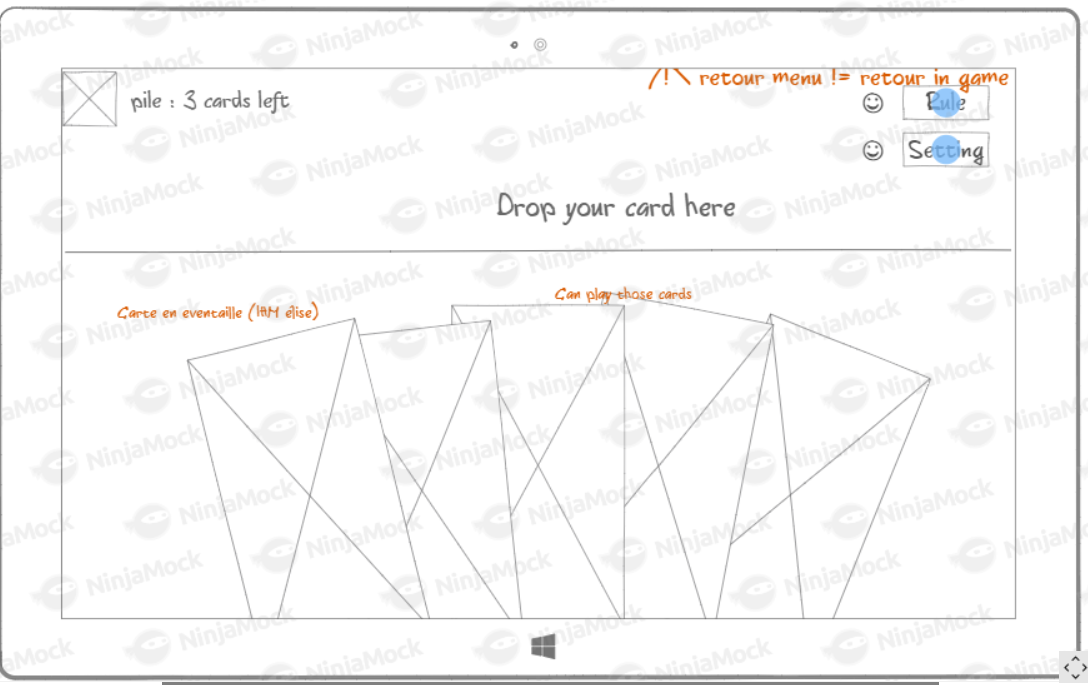 /!\ retour menu != retour in game
pile : 3 cards left
Rule
Setting
Drop your card here
Can play those cards
Carte en eventaille (IHM élise)
NinjaMock